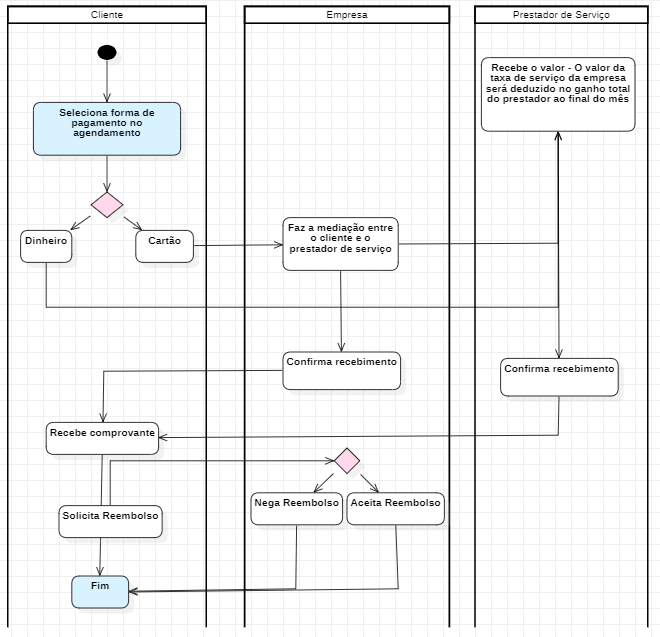 Cliente
Empresa
Prestador de Serviço
Seleciona forma de
pagamento no
agendamento
Recebe o valor - O valor da
taxa de serviço da empresa
será deduzido no ganho total
do prestador ao final do mês
Dinheiro
Cartão
Faz a mediação entre
o cliente e o
prestador de serviço
Confirma recebimento
Confirma recebimento
Recebe comprovante
Solicita Reembolso
Nega Reembolso
Aceita Reembolso
Fim